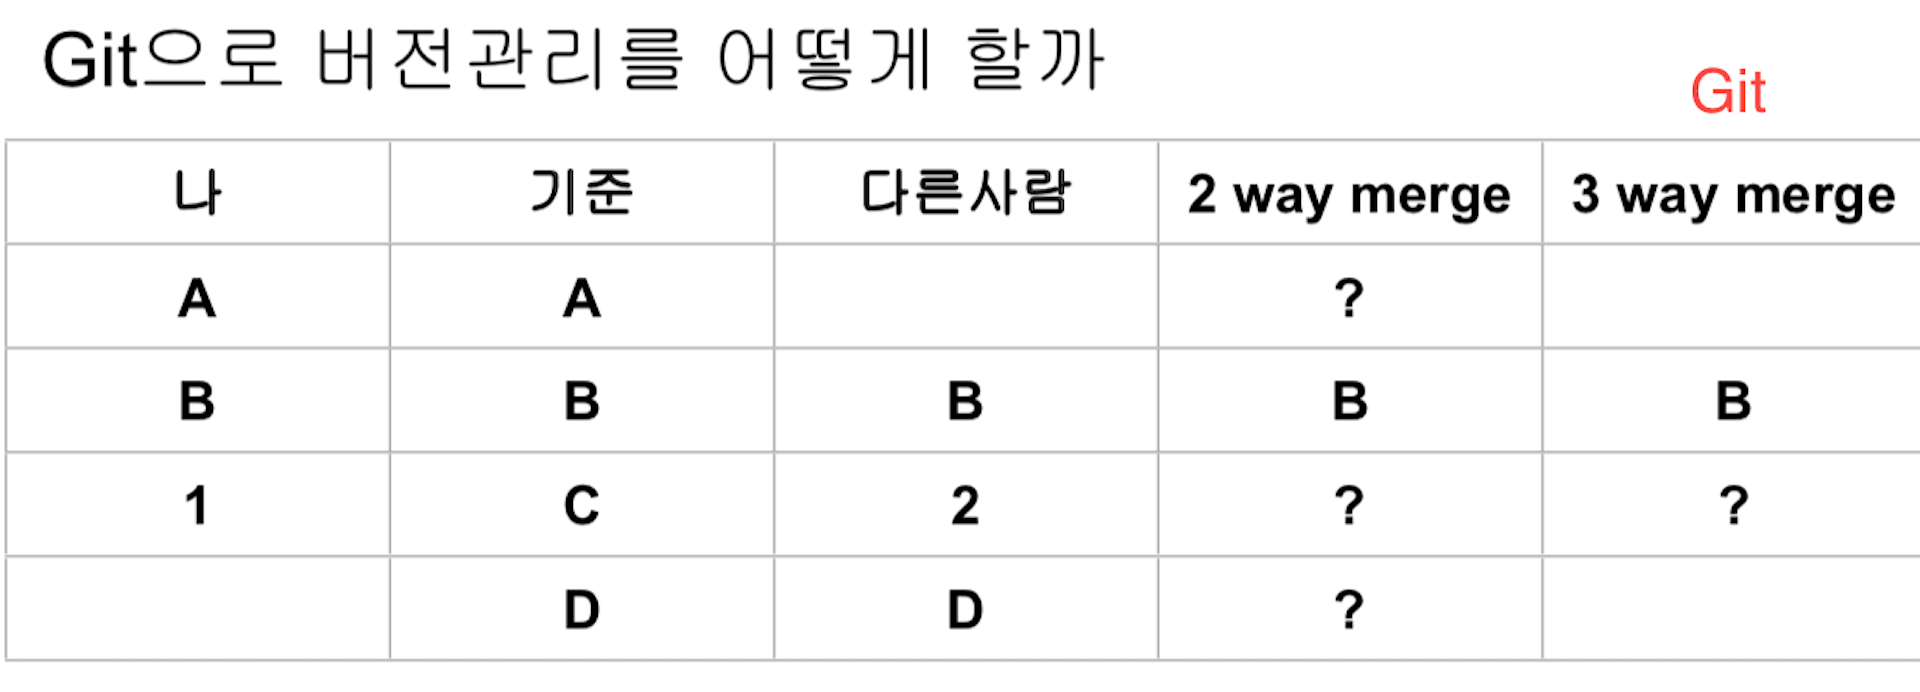 Git으로 버전관리를 어떻게 할까
Git
나 기준 다른사람 2 way merge 3 way merge
A A ?
B B B B B
1 C 2 ? ?
D D ?